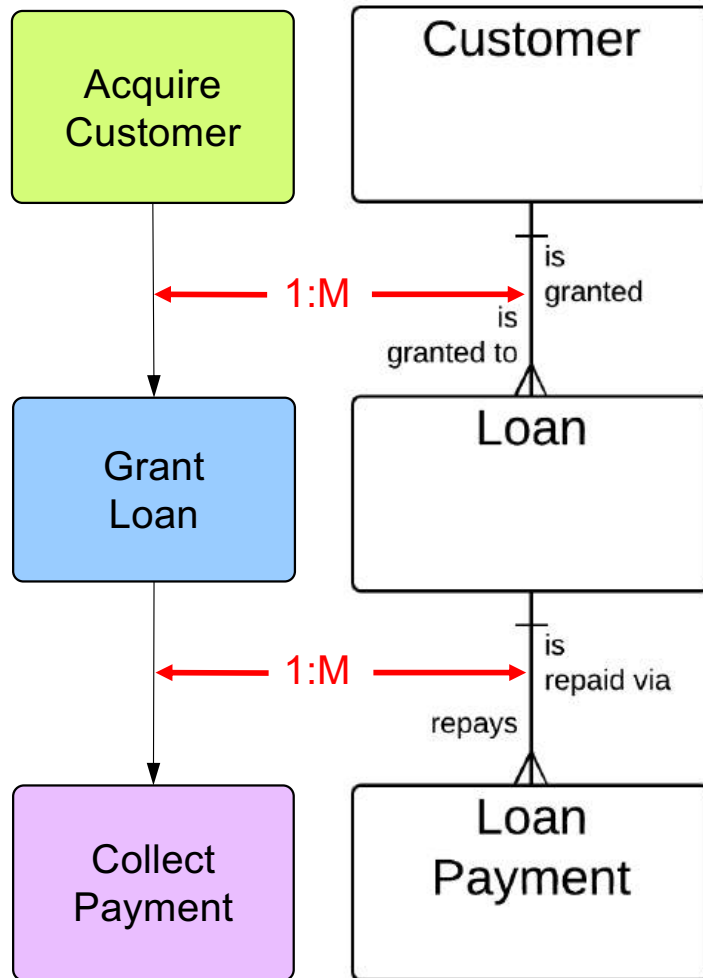 Acquire
Customer
Customer
is
granted
1:M
is
granted to
Grant
Loan
Loan
is
repaid via
1:M
repays
Collect
Payment
Loan
Payment